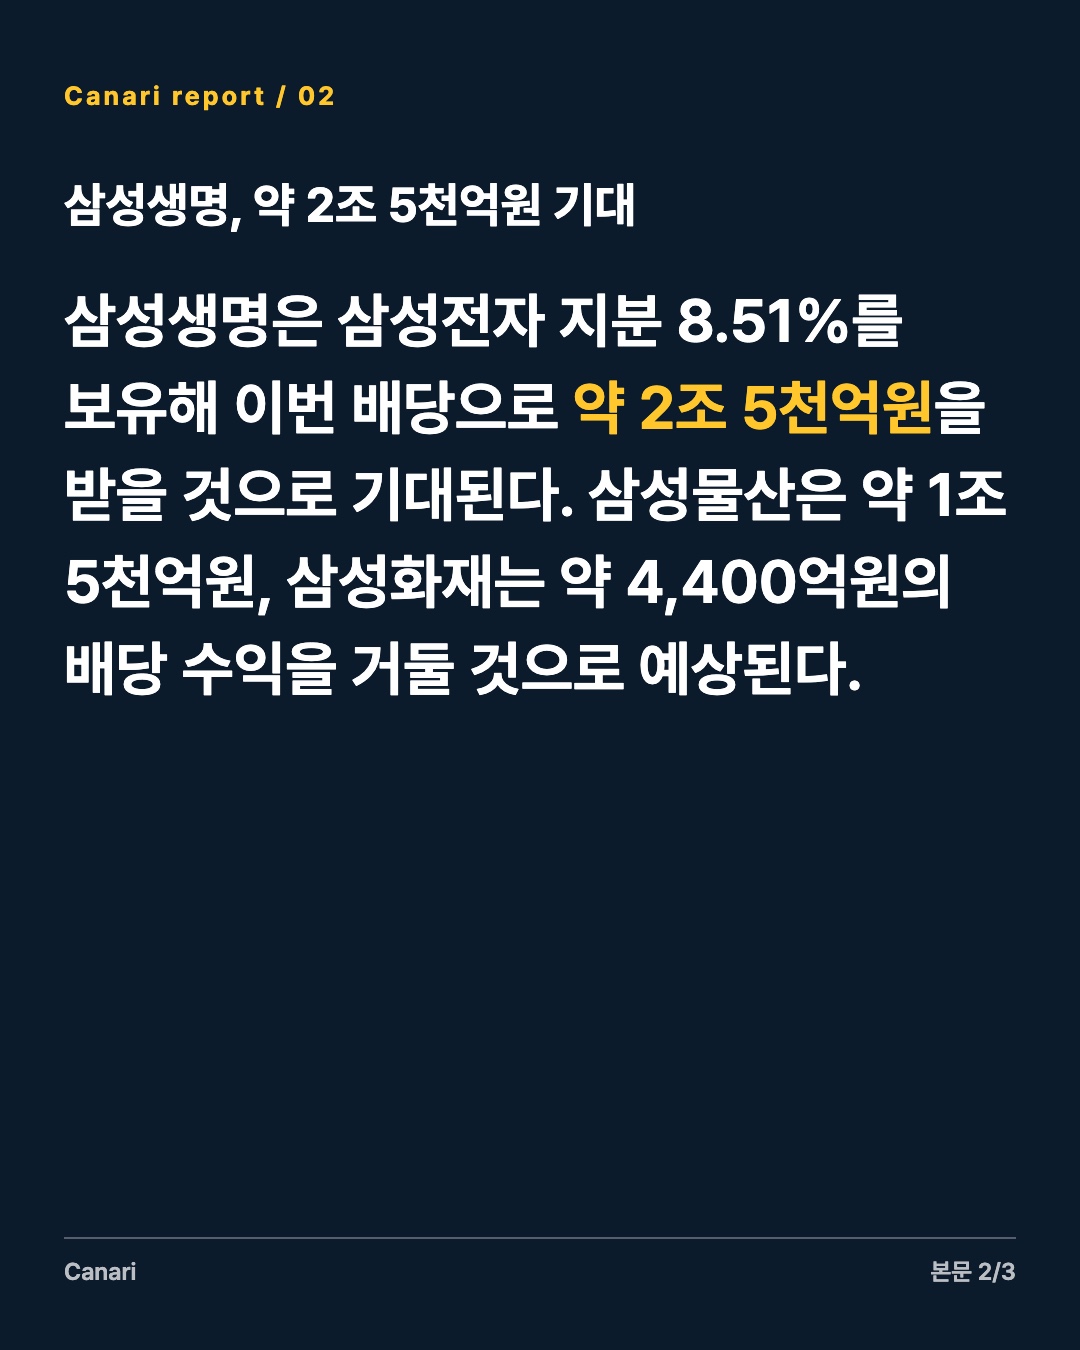 Canari report / 02
삼성생명, 약 2조 5천억원 기대
삼성생명은 삼성전자 지분 8.51%를
보유해 이번 배당으로 약 2조 5천억원을
받을 것으로 기대된다. 삼성물산은 약 1조
5천억원, 삼성화재는 약 4,400억원의
배당 수익을 거둘 것으로 예상된다.
Canari
본문 2/3